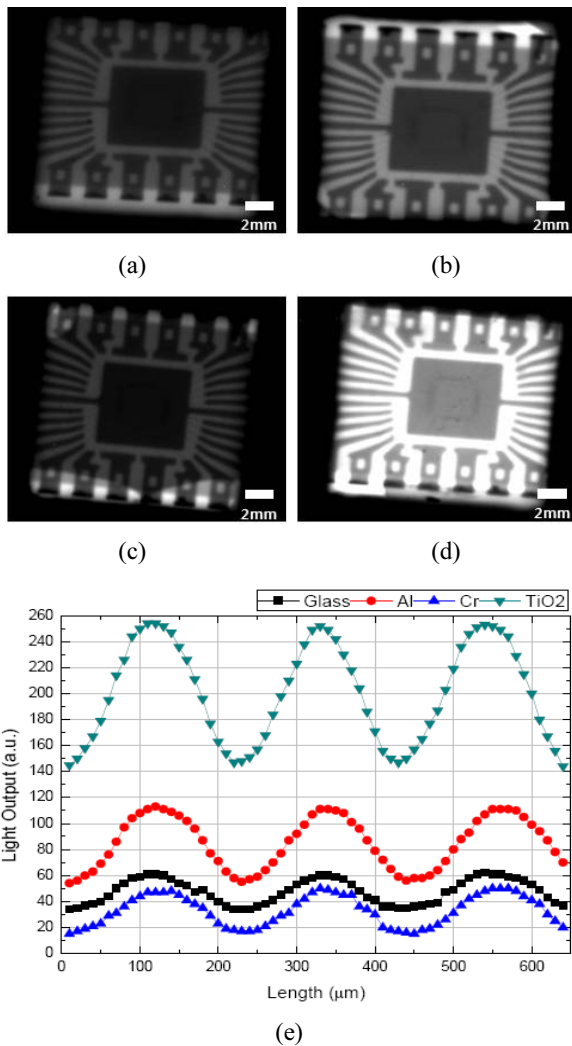 2mm
2mm
(a)
(b)
2mm
2mm
(c)
(d)
Glass Al Cr TiO2
260
240
220
200
180
160
140
120
100
80
60
40
20
0
Light Output (a.u.)
0 100 200 300 400 500 600
Length (μm)
(e)